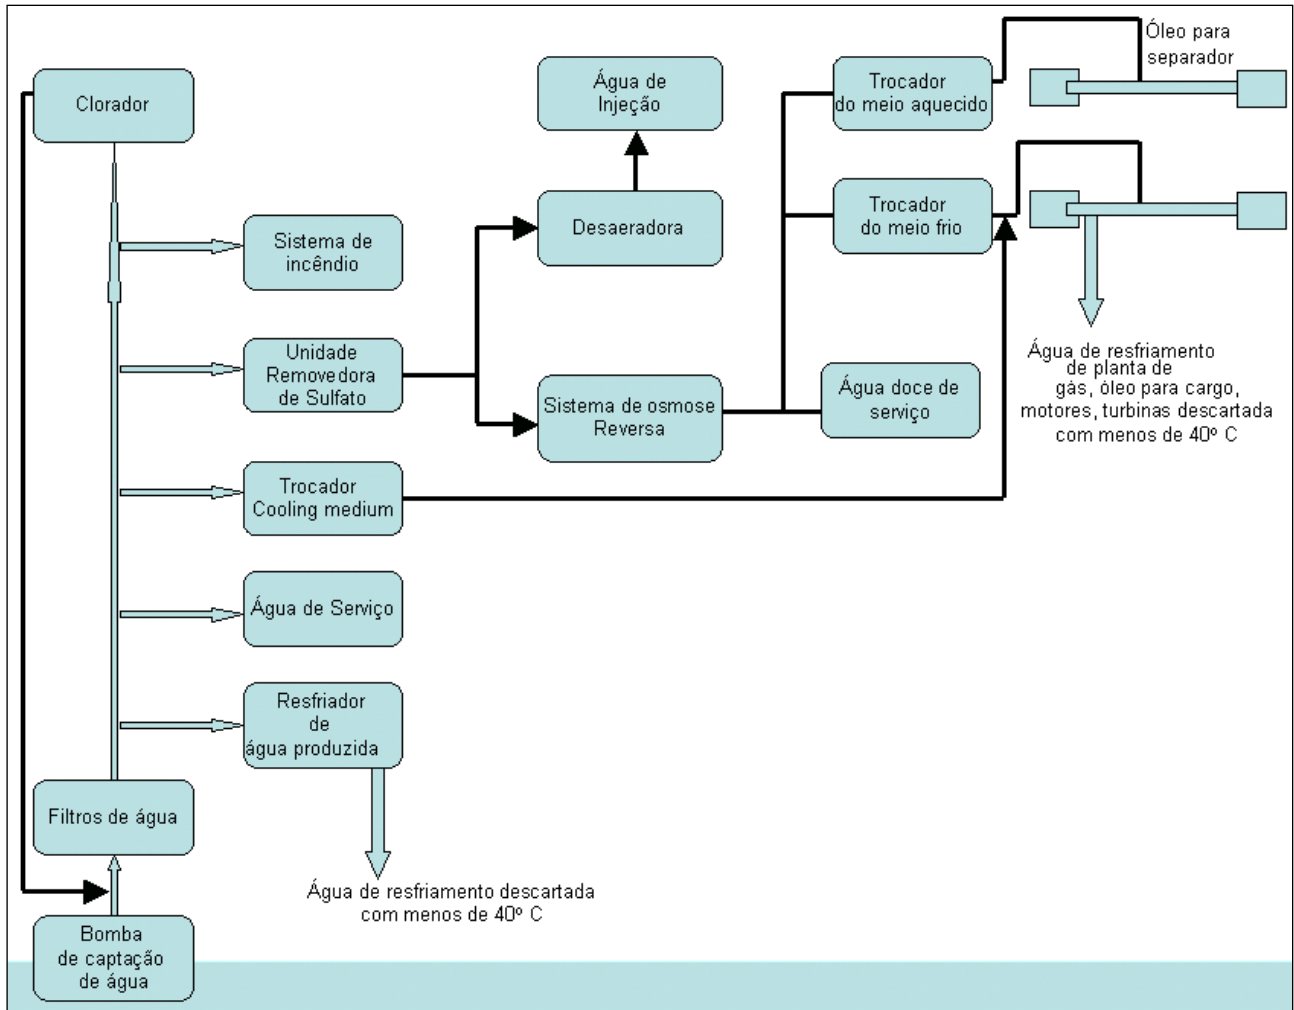 Clorador
Água de
Injeção
Trocador
do meio aquecido
Óleo para
separador
Sistema de
incêndio
Desaeradora
Trocador
do meio frio
Unidade
Removedora
de Sulfato
Sistema de osmose
Reversa
Água doce de
serviço
Água de resfriamento
de planta de
gás, óleo para cargo,
motores, turbinas descartada
com menos de 40º C
Trocador
Cooling medium
Água de Serviço
Resfriador
de
água produzida
Filtros de água
Água de resfriamento descartada
com menos de 40º C
Bomba
de captação
de água